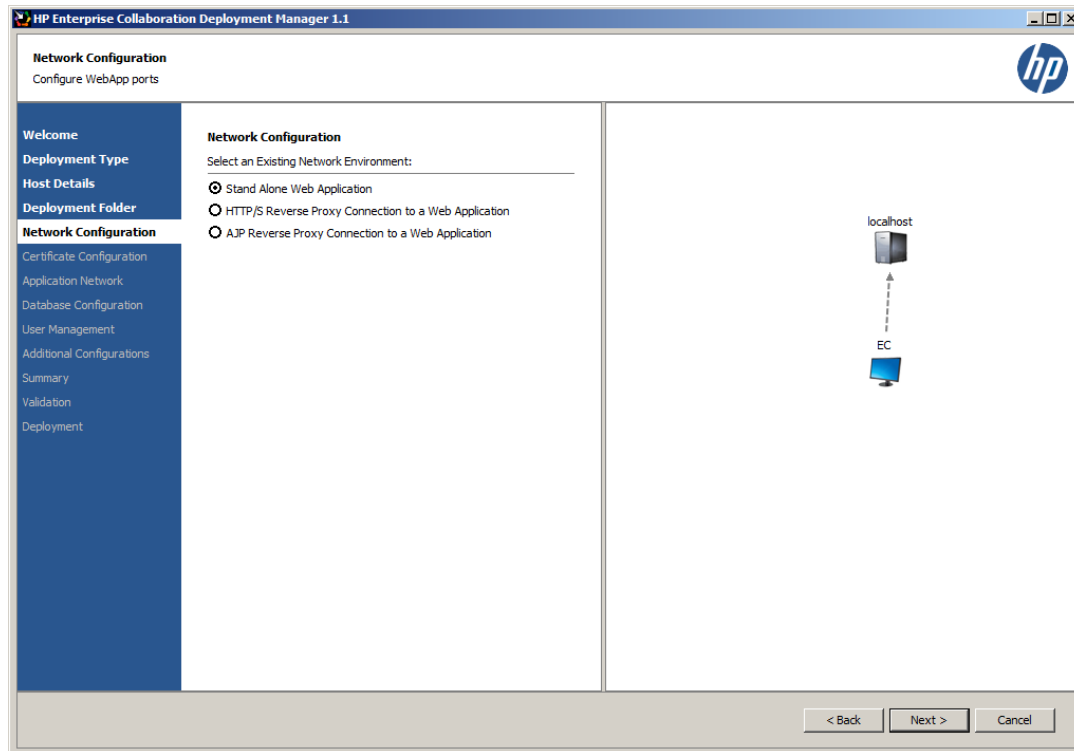 HP Enterprise Collaboration Deployment Manager 1.1
Network Configuration
Configure WebApp ports
hp
Welcome
Deployment Type
Host Details
Deployment Folder
Network Configuration
Certificate Configuration
Application Network
Database Configuration
User Management
Additional Configurations
Summary
Validation
Deployment
Network Configuration
Select an Existing Network Environment:
Stand Alone Web Application
HTTP/S Reverse Proxy Connection to a Web Application
AJP Reverse Proxy Connection to a Web Application
localhost
EC
< Back
Next >
Cancel